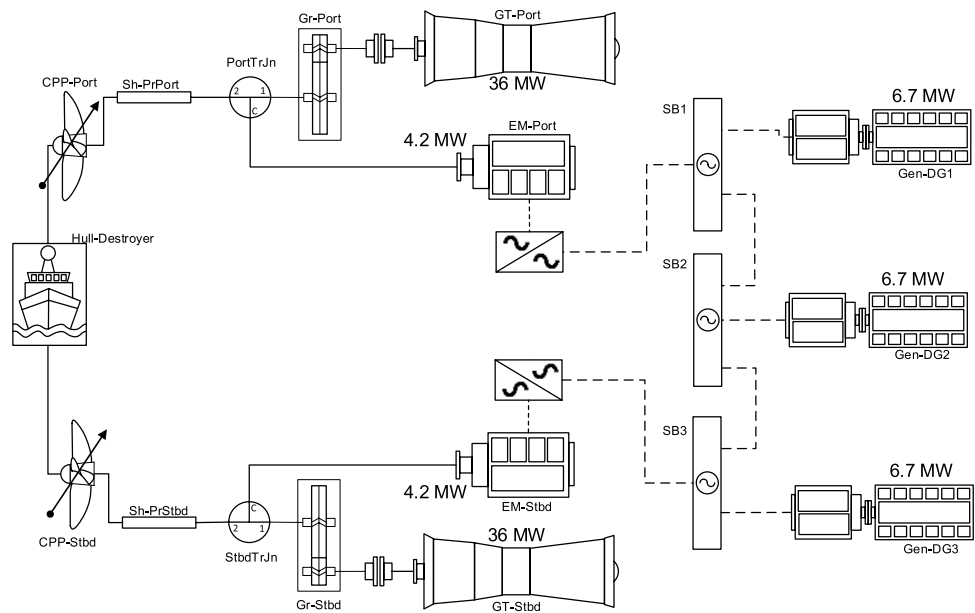 GT-Port
Gr-Port
CPP-Port
Sh-PrPort
PortTrJn
2 1
C
36 MW
4.2 MW
EM-Port
SB1
6.7 MW
Gen-DG1
Hull-Destroyer
SB2
6.7 MW
Gen-DG2
SB3
6.7 MW
Gen-DG3
4.2 MW
EM-Stbd
Sh-PrStbd
C
2 1
CPP-Stbd
StbdTrJn
36 MW
Gr-Stbd
GT-Stbd